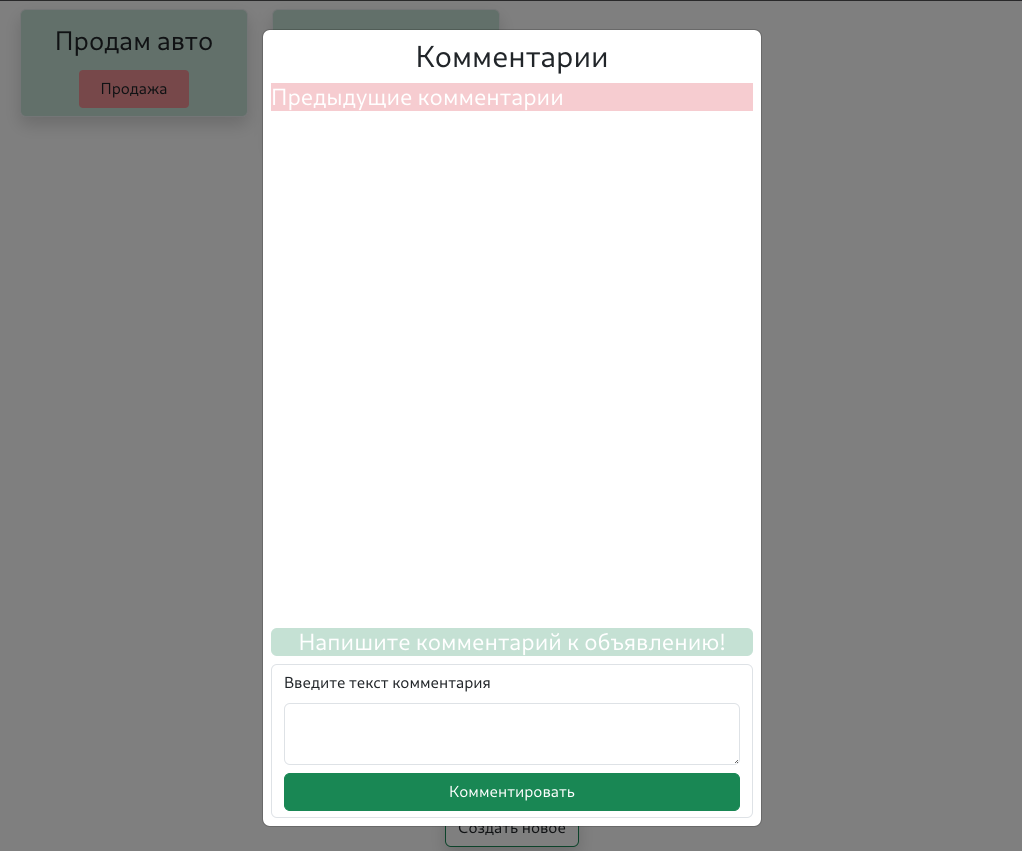 Продам авто
Продажа
Комментарии
Предыдущие комментарии
Напишите комментарий к объявлению!
Введите текст комментария
Комментировать
Создать новое